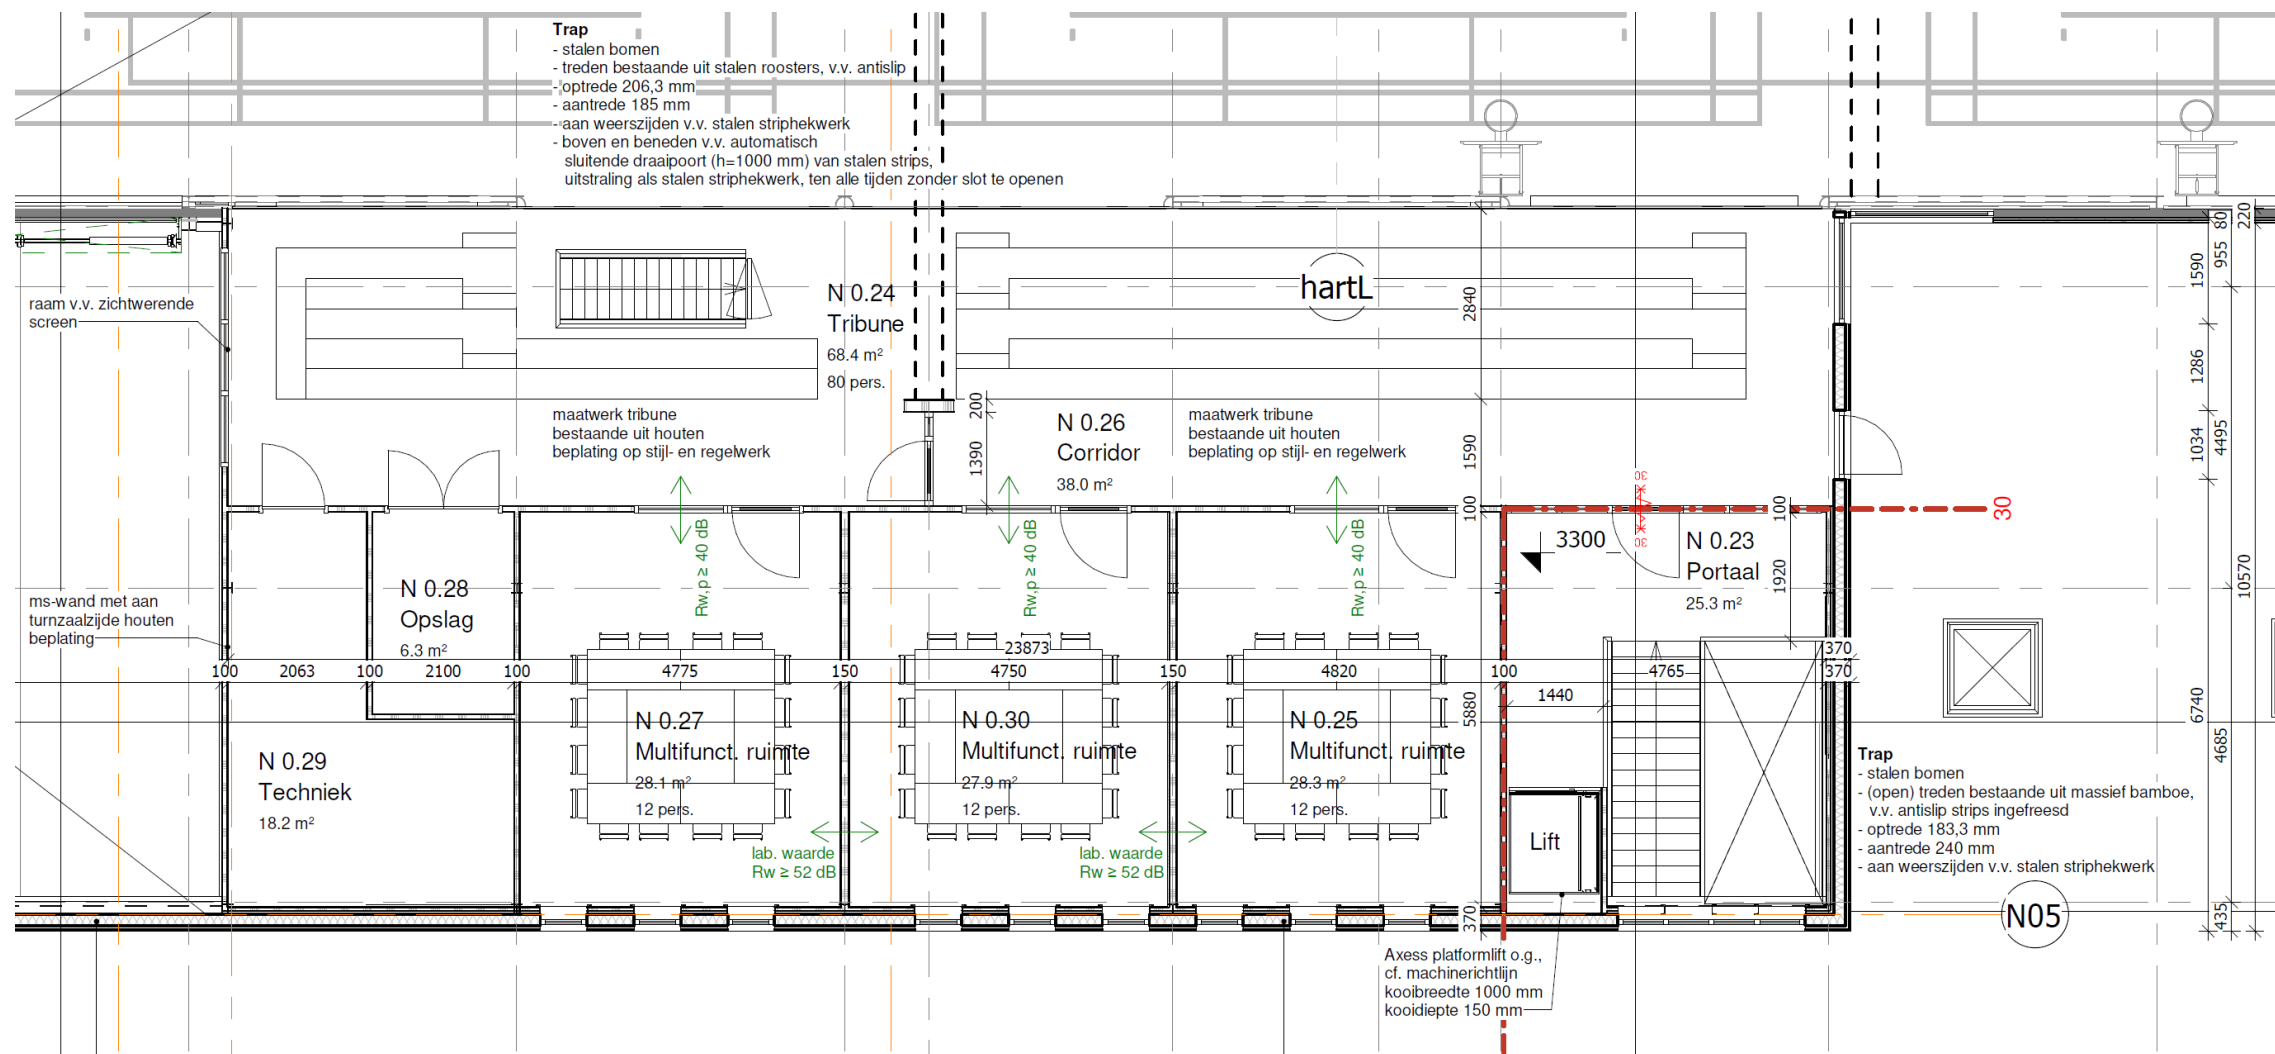 Trap
- stalen bomen
- treden bestaande uit stalen roosters, v.v. antislip
- optrede 206,3 mm
- aantrede 185 mm
- aan weerszijden v.v. stalen striphekwerk
- boven en beneden v.v. automatisch
sluitende draaipoort (h=1000 mm) van stalen strips,
uitstraling als stalen striphekwerk, ten alle tijden zonder slot te openen
raam v.v. zichtwerende
screen
N 0.24
Tribune
68.4 m²
80 pers.
hartL
2840
80
220
955
1590
1286
1034
4495
maatwerk tribune
bestaande uit houten
beplating op stijl- en regelwerk
200
1390
N 0.26
Corridor
38.0 m²
maatwerk tribune
bestaande uit houten
beplating op stijl- en regelwerk
1590
100
30
30
100
30
ms-wand met aan
turnzaalzijde houten
beplating
N 0.28
Opslag
6.3 m²
Rw,p ≥ 40 dB
Rw,p ≥ 40 dB
Rw,p ≥ 40 dB
3300
N 0.23
Portaal
25.3 m²
1920
10570
23873
370
100
2063
100
2100
100
4775
150
4750
150
4820
100
4765
370
1440
5880
6740
4685
N 0.29
Techniek
18.2 m²
N 0.27
Multifunct. ruimte
28.1 m²
12 pers.
N 0.30
Multifunct. ruimte
27.9 m²
12 pers.
N 0.25
Multifunct. ruimte
28.3 m²
12 pers.
lab. waarde
Rw ≥ 52 dB
lab. waarde
Rw ≥ 52 dB
Lift
Trap
- stalen bomen
- (open) treden bestaande uit massief bamboe,
v.v. antislip strips ingefreesd
- optrede 183,3 mm
- aantrede 240 mm
- aan weerszijden v.v. stalen striphekwerk
370
N05
435
Axess platformlift o.g.,
cf. machinerichtlijn
kooibreedte 1000 mm
kooidiepte 150 mm